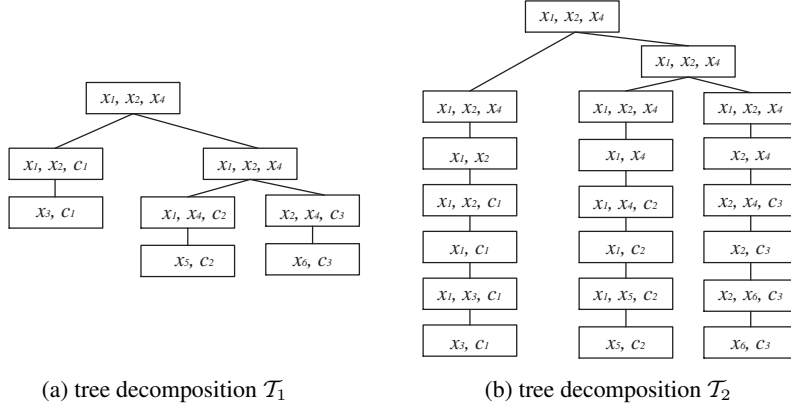 x₁, x₂, x₄
x₁, x₂, c₁
x₁, x₂, x₄
x₃, c₁
x₁, x₄, c₂
x₂, x₄, c₃
x₅, c₂
x₆, c₃
(a) tree decomposition 𝒯₁
x₁, x₂, x₄
x₁, x₂, x₄
x₁, x₂, x₄
x₁, x₂, x₄
x₁, x₂, x₄
x₁, x₂
x₁, x₄
x₂, x₄
x₁, x₂, c₁
x₁, x₄, c₂
x₂, x₄, c₃
x₁, c₁
x₁, c₂
x₂, c₃
x₁, x₃, c₁
x₁, x₅, c₂
x₂, x₆, c₃
x₃, c₁
x₅, c₂
x₆, c₃
(b) tree decomposition 𝒯₂